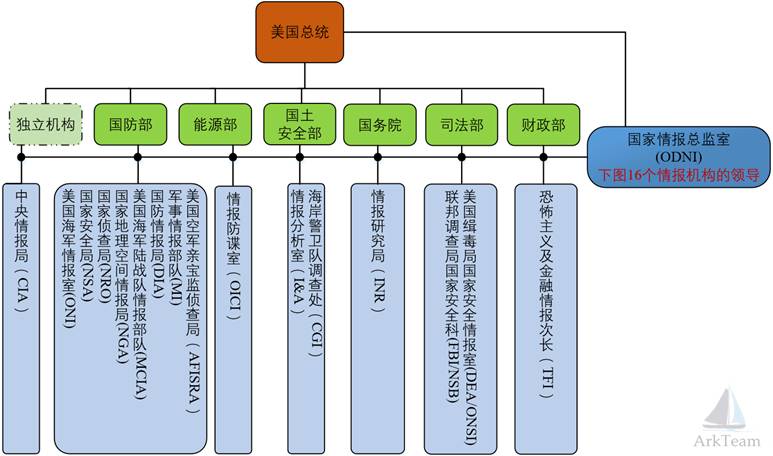 美国总统
独立机构
国防部
能源部
国土
安全部
国务院
司法部
财政部
国家情报总监室
(ODNI)
下图16个情报机构的领导
中央情报局（CIA）
美国空军亲宝监侦查局（AFISRA）
军事情报部队(MI)
国防情报局(DIA)
美国海军陆战队情报部队(MCIA)
国家地理空间情报局(NGA)
国家侦查局(NRO)
国家安全局(NSA)
美国海军情报室(ONI)
情报防谍室（OICI）
海岸警卫队调查处（CGI）
情报分析室（I&A）
情报研究局（INR）
美国缉毒局国家安全情报室(DEA/ONSI)
联邦调查局国家安全科(FBI/NSB)
恐怖主义及金融情报次长（TFI）
ArkTeam